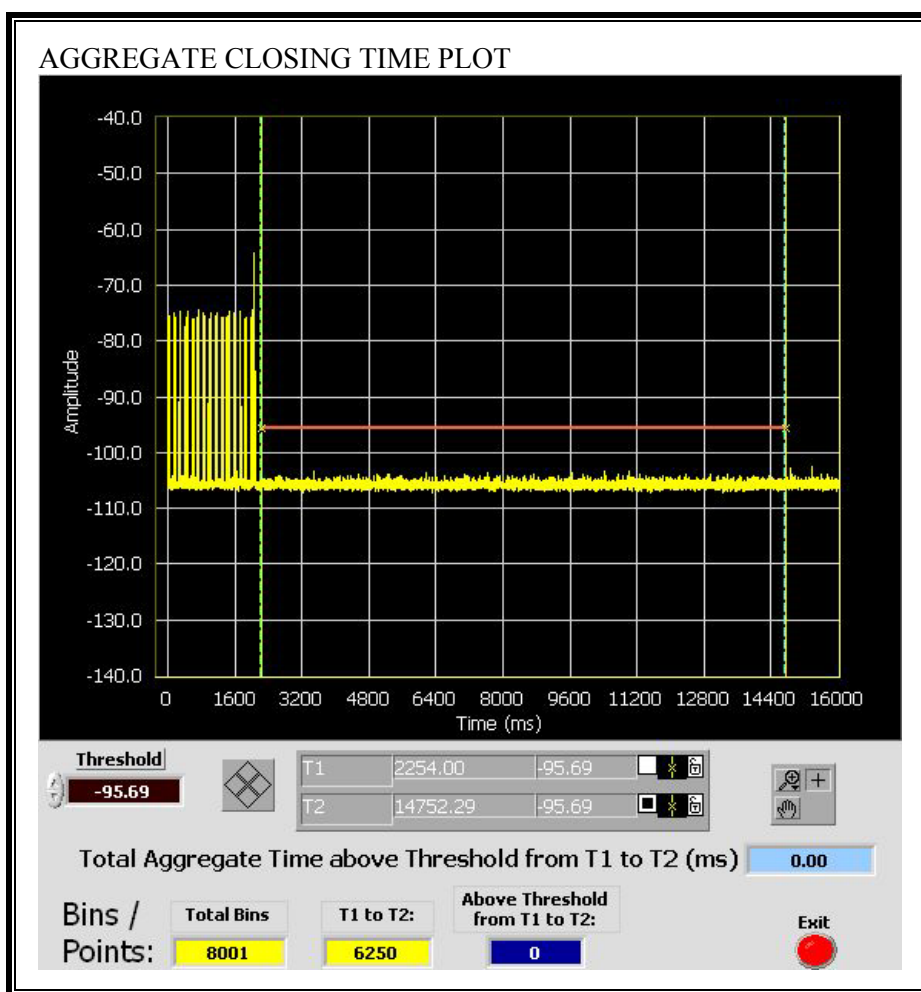 AGGREGATE CLOSING TIME PLOT
-40.0
-50.0
-60.0
-70.0
-80.0
-90.0
-100.0
-110.0
-120.0
-130.0
-140.0
Amplitude
0 1600 3200 4800 6400 8000 9600 11200 12800 14400 16000
Time (ms)
Threshold
-95.69
T1 2254.00 -95.69
T2 14752.29 -95.69
Total Aggregate Time above Threshold from T1 to T2 (ms) 0.00
Bins /
Points:
Total Bins
8001
T1 to T2:
6250
Above Threshold
from T1 to T2:
0
Exit